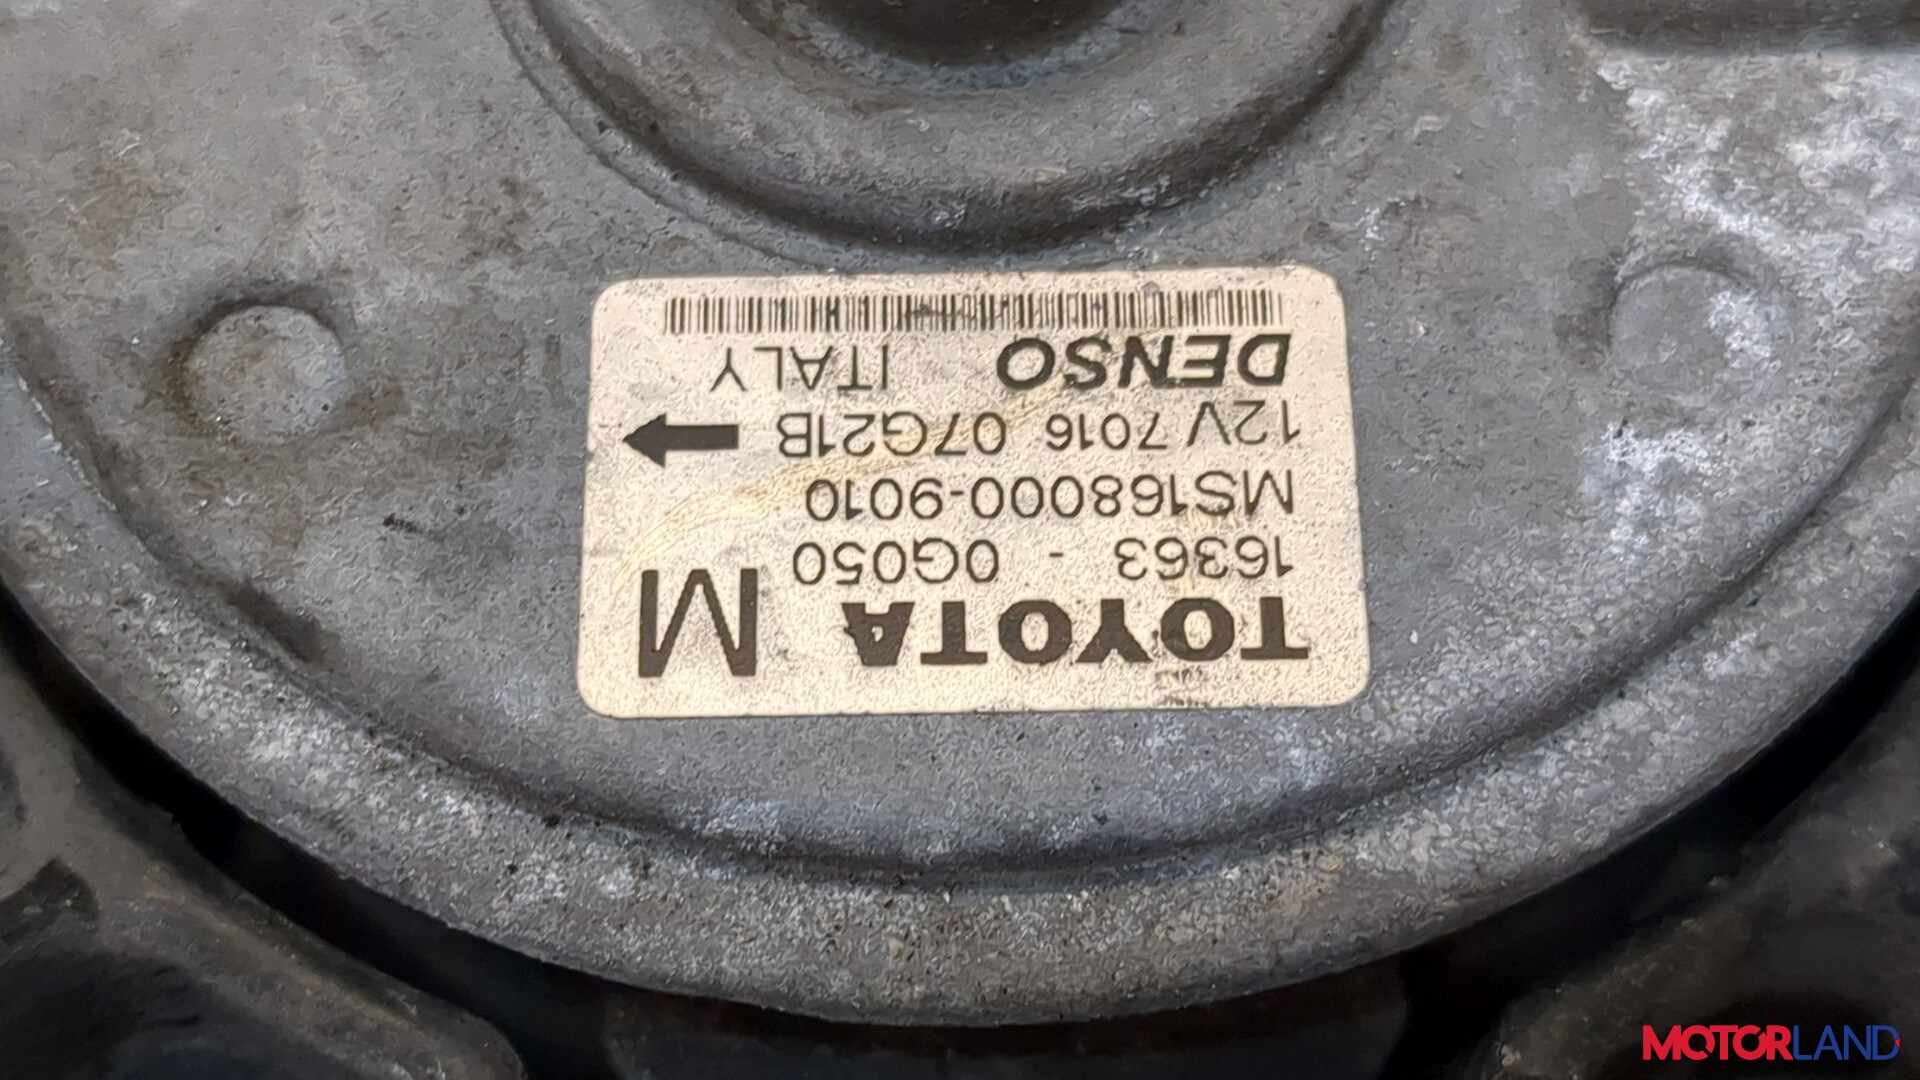 TOYOTA M
16363 - 0G050
MS168000-9010
12V 7016 07G21B
DENSO ITALY
MOTORLAND